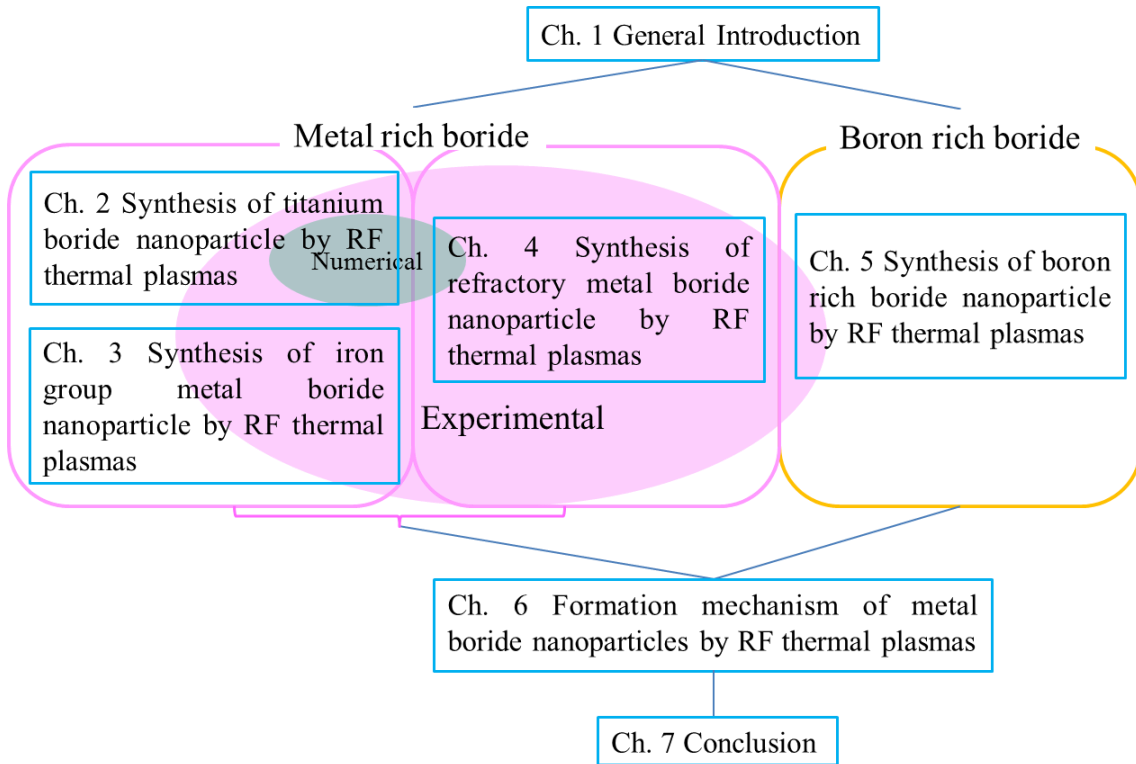 Ch. 1 General Introduction
Metal rich boride
Boron rich boride
Ch. 2 Synthesis of titanium
boride nanoparticle by RF
thermal plasmas
Numerical
Ch. 3 Synthesis of iron
group metal boride
nanoparticle by RF thermal
plasmas
Ch. 4 Synthesis of
refractory metal boride
nanoparticle by RF
thermal plasmas
Experimental
Ch. 5 Synthesis of boron
rich boride nanoparticle
by RF thermal plasmas
Ch. 6 Formation mechanism of metal
boride nanoparticles by RF thermal plasmas
Ch. 7 Conclusion